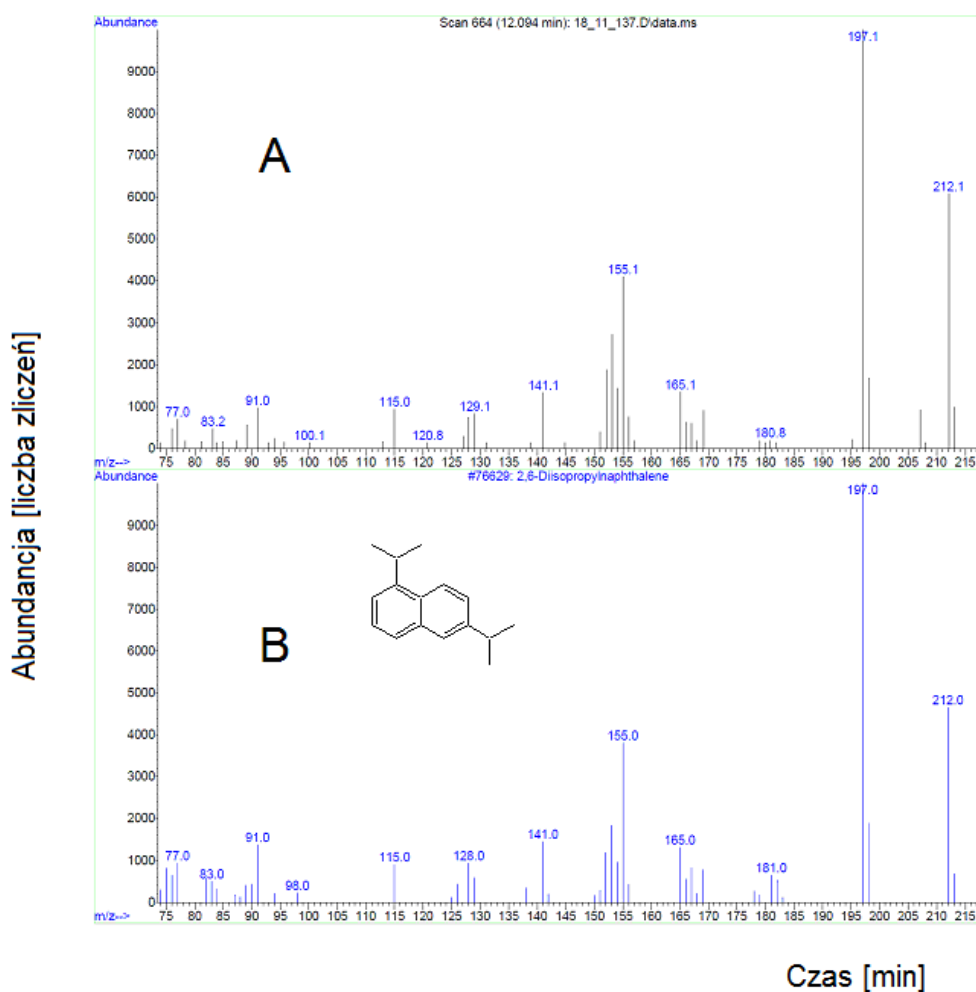 Abundance
Scan 664 (12.094 min): 18_11_137.D\data.ms
197.1
9000
8000
A
7000
6000
212.1
5000
4000
155.1
3000
2000
1000
77.0 83.2 91.0 100.1 115.0 120.8 129.1 141.1 165.1 180.8
0
75 80 85 90 95 100 105 110 115 120 125 130 135 140 145 150 155 160 165 170 175 180 185 190 195 200 205 210 215
m/z-->
Abundance
#76629: 2,6-Diisopropylnaphthalene
197.0
9000
8000
7000
B
6000
5000
212.0
4000
155.0
3000
2000
1000
77.0 83.0 91.0 98.0 115.0 128.0 141.0 165.0 181.0
0
75 80 85 90 95 100 105 110 115 120 125 130 135 140 145 150 155 160 165 170 175 180 185 190 195 200 205 210 215
m/z-->
Abundancja [liczba zliczeń]
Czas [min]